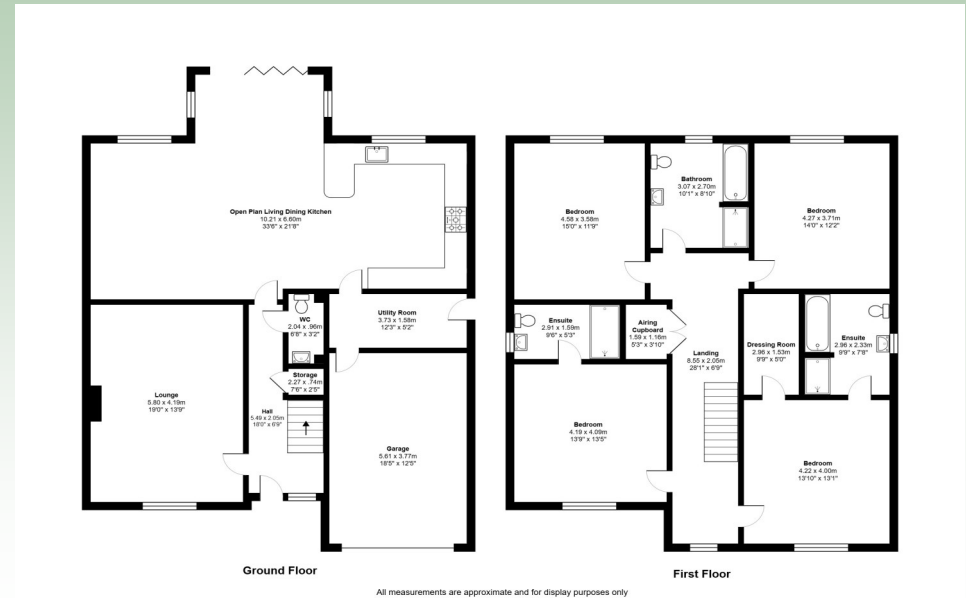 Open Plan Living Dining Kitchen
10.21 x 6.60m
33'6" x 21'8"
WC
2.04 x .96m
6'8" x 3'2"
Utility Room
3.73 x 1.58m
12'3" x 5'2"
Storage
2.27 x .74m
7'6" x 2'5"
Lounge
5.80 x 4.19m
19'0" x 13'9"
Hall
5.49 x 2.05m
18'0" x 6'9"
Garage
5.61 x 3.77m
18'5" x 12'5"
Ground Floor
Bathroom
3.07 x 2.70m
10'1" x 8'10"
Bedroom
4.58 x 3.58m
15'0" x 11'9"
Bedroom
4.27 x 3.71m
14'0" x 12'2"
Ensuite
2.91 x 1.59m
9'6" x 5'3"
Airing
Cupboard
1.59 x 1.16m
5'3" x 3'10"
Landing
8.55 x 2.05m
28'1" x 6'9"
Dressing Room
2.96 x 1.53m
9'9" x 5'0"
Ensuite
2.96 x 2.33m
9'9" x 7'8"
Bedroom
4.19 x 4.09m
13'9" x 13'5"
Bedroom
4.22 x 4.00m
13'10" x 13'1"
First Floor
All measurements are approximate and for display purposes only